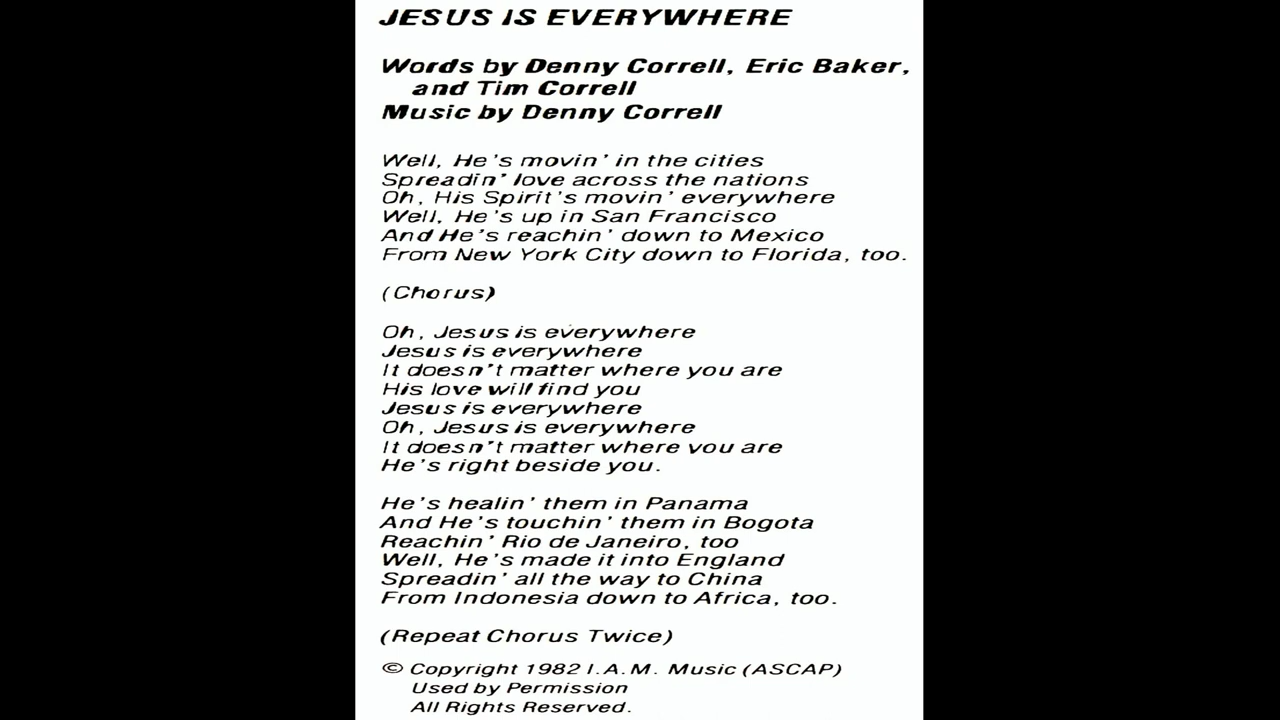 JESUS IS EVERYWHERE
Words by Denny Correll, Eric Baker,
and Tim Correll
Music by Denny Correll
Well, He's movin' in the cities
Spreadin' love across the nations
Oh, His Spirit's movin' everywhere
Well, He's up in San Francisco
And He's reachin' down to Mexico
From New York City down to Florida, too.
(Chorus)
Oh, Jesus is everywhere
Jesus is everywhere
It doesn't matter where you are
His love will find you
Jesus is everywhere
Oh, Jesus is everywhere
It doesn't matter where you are
He's right beside you.
He's healin' them in Panama
And He's touchin' them in Bogota
Reachin' Rio de Janeiro, too
Well, He's made it into England
Spreadin' all the way to China
From Indonesia down to Africa, too.
(Repeat Chorus Twice)
© Copyright 1982 I.A.M. Music (ASCAP)
Used by Permission
All Rights Reserved.